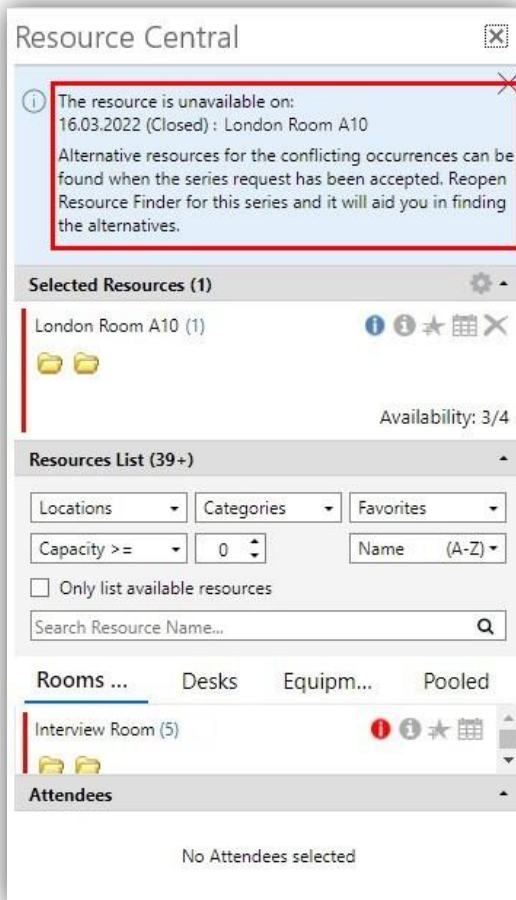 Resource Central
The resource is unavailable on:
16.03.2022 (Closed) : London Room A10
Alternative resources for the conflicting occurrences can be
found when the series request has been accepted. Reopen
Resource Finder for this series and it will aid you in finding
the alternatives.
Selected Resources (1)
London Room A10 (1)
Availability: 3/4
Resources List (39+)
Locations Categories Favorites
Capacity >= 0 Name (A-Z)
Only list available resources
Search Resource Name...
Rooms ... Desks Equipm... Pooled
Interview Room (5)
Attendees
No Attendees selected